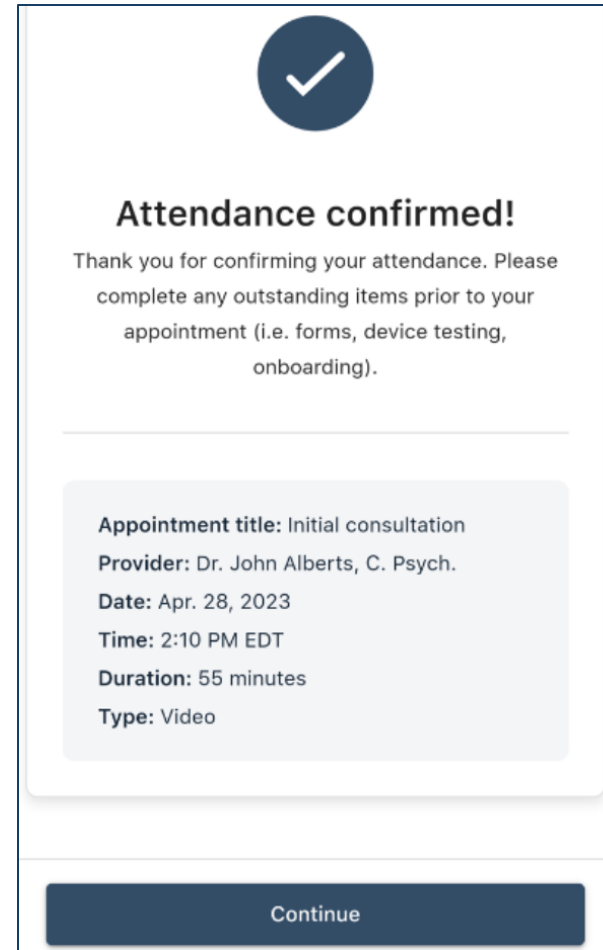 Attendance confirmed!
Thank you for confirming your attendance. Please
complete any outstanding items prior to your
appointment (i.e. forms, device testing,
onboarding).
Appointment title: Initial consultation
Provider: Dr. John Alberts, C. Psych.
Date: Apr. 28, 2023
Time: 2:10 PM EDT
Duration: 55 minutes
Type: Video
Continue